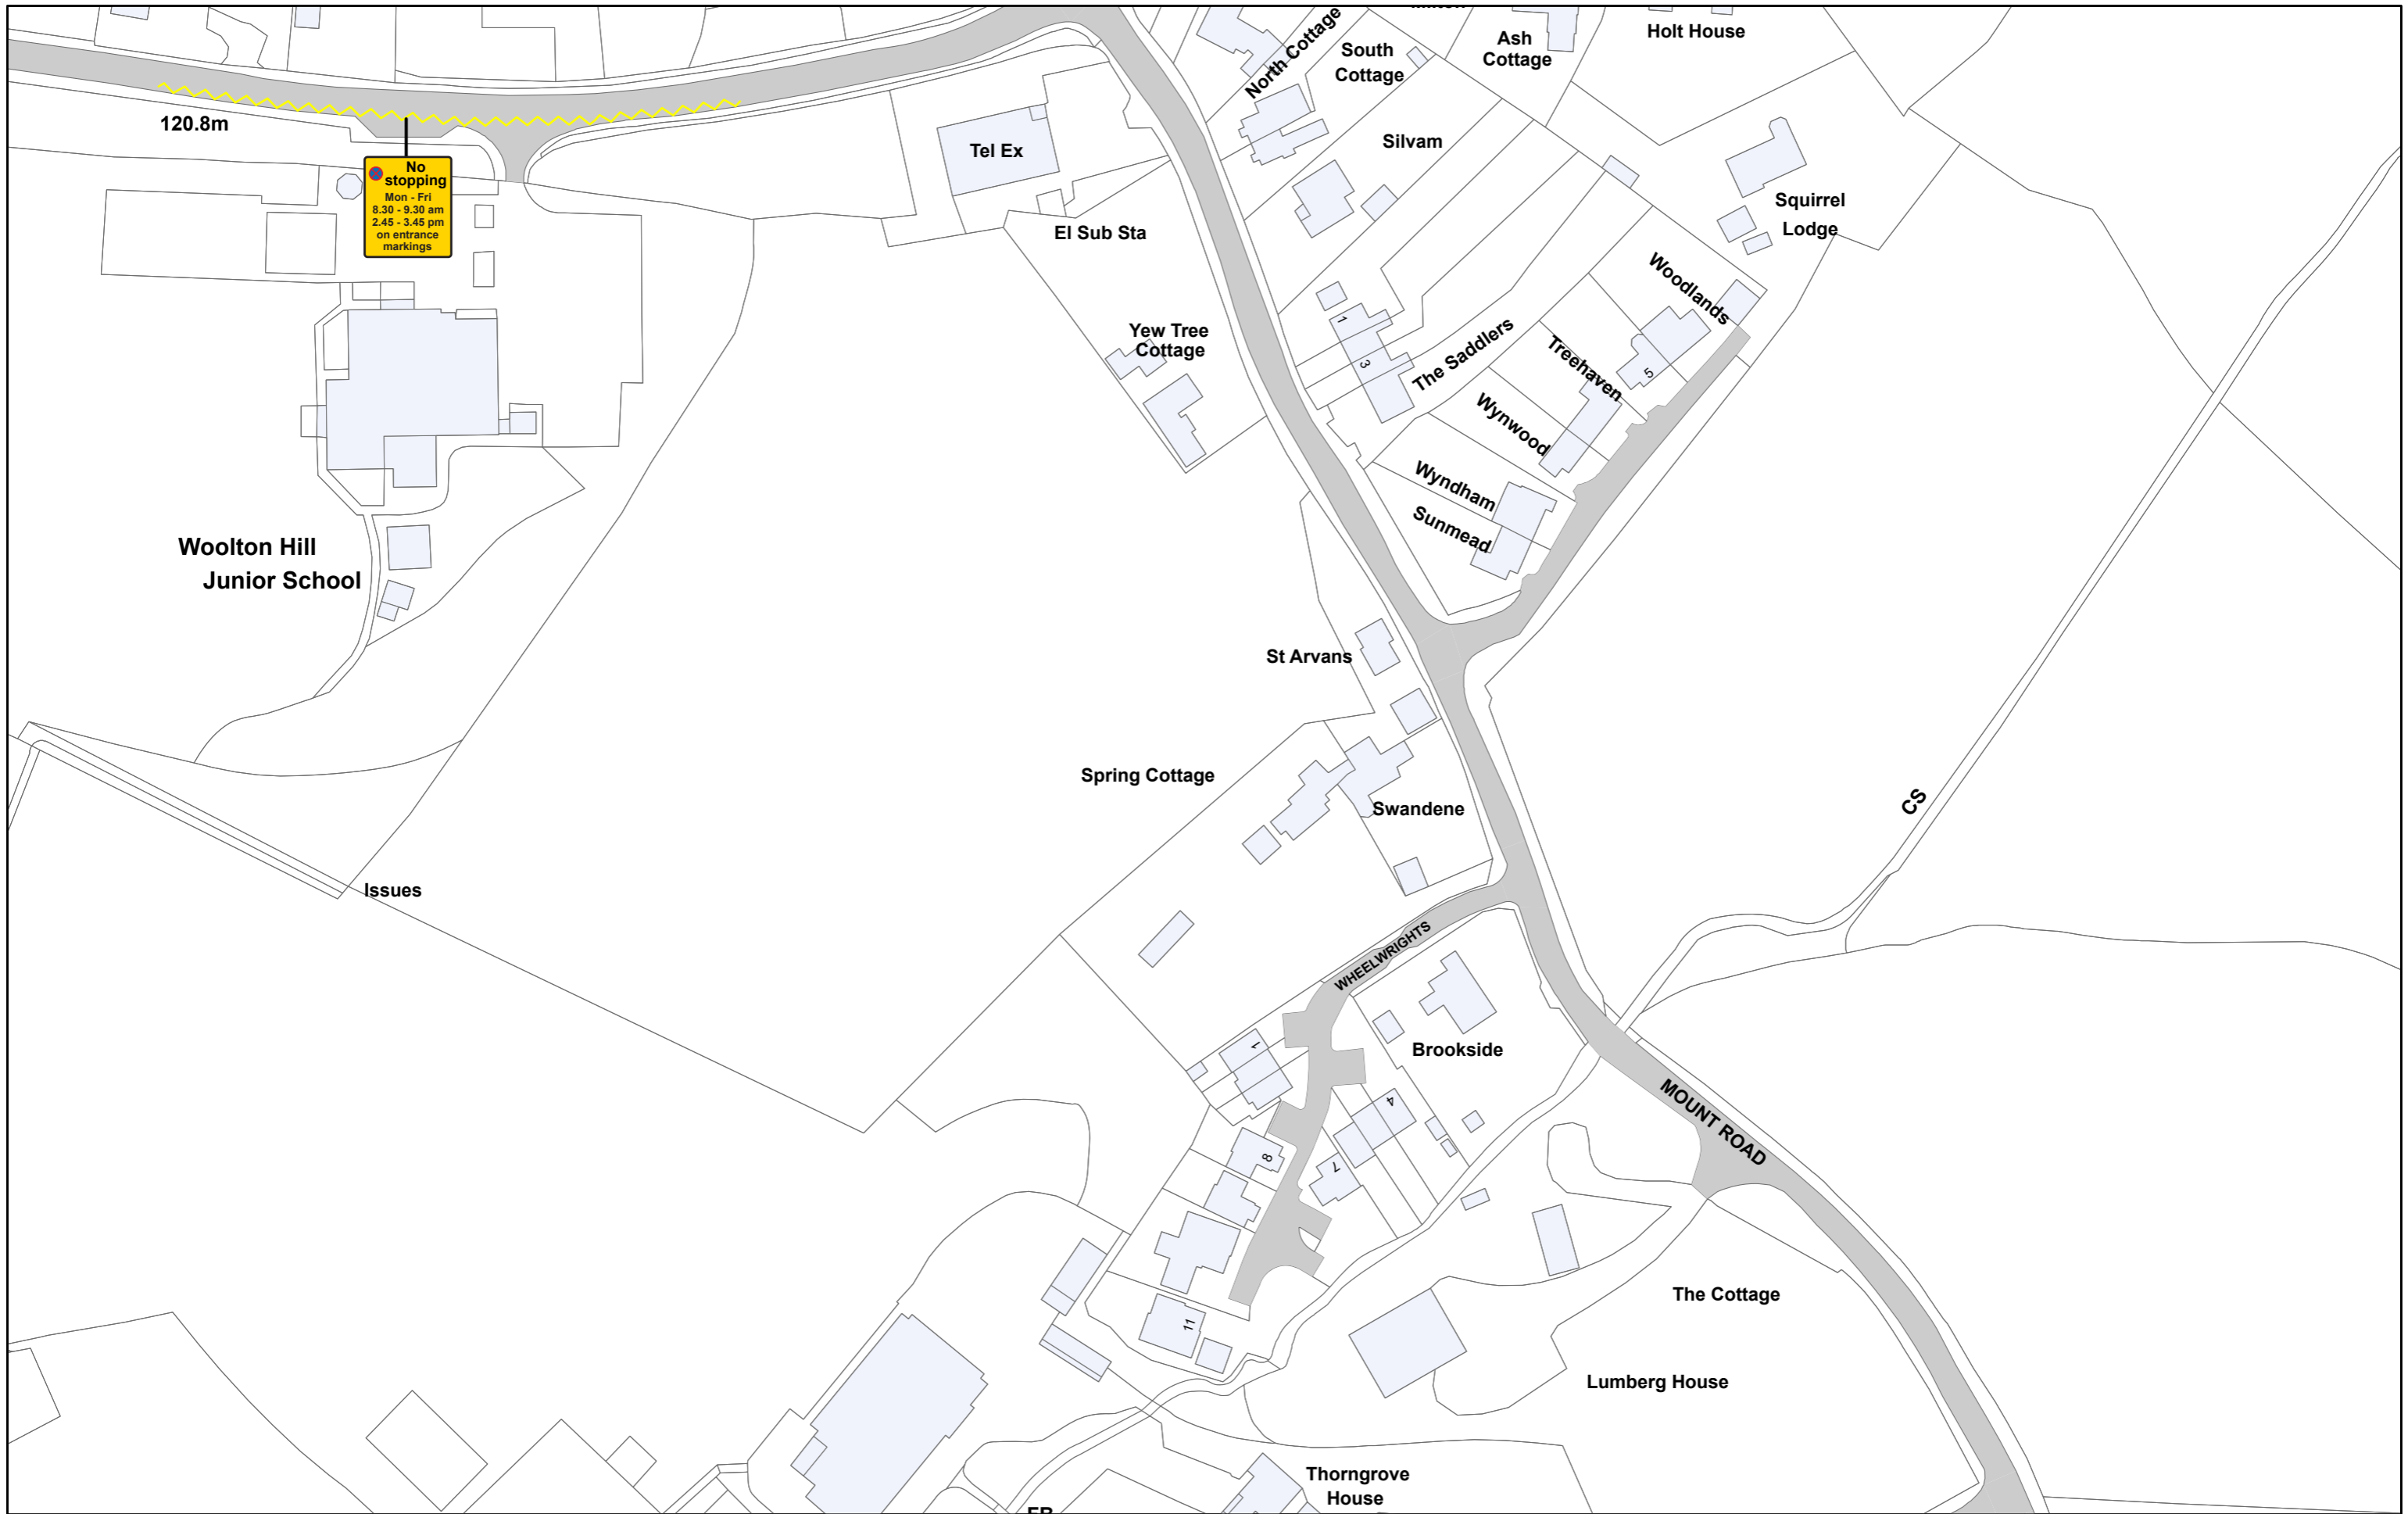 North Cottage
South
Cottage
Ash
Cottage
Holt House
120.8m
No
stopping
Mon - Fri
8.30 - 9.30 am
2.45 - 3.45 pm
on entrance
markings
Tel Ex
Silvam
El Sub Sta
Squirrel
Lodge
Woodlands
Yew Tree
Cottage
1
3
The Saddlers
Treehaven
5
Wynwood
Wyndham
Sunmead
Woolton Hill
Junior School
St Arvans
Spring Cottage
Swandene
CS
Issues
WHEELWRIGHTS
1
Brookside
4
MOUNT ROAD
8
7
The Cottage
11
Lumberg House
Thorngrove
House